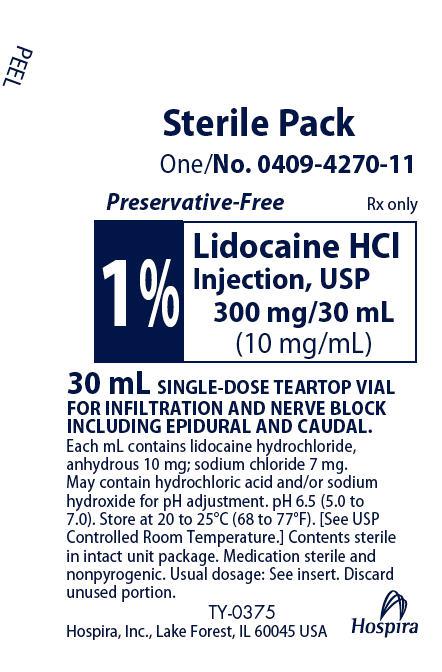 PEEL
Sterile Pack
One/No. 0409-4270-11
Preservative-Free Rx only
1% Lidocaine HCl
Injection, USP
300 mg/30 mL
(10 mg/mL)
30 mL SINGLE-DOSE TEARTOP VIAL
FOR INFILTRATION AND NERVE BLOCK
INCLUDING EPIDURAL AND CAUDAL.
Each mL contains lidocaine hydrochloride,
anhydrous 10 mg; sodium chloride 7 mg.
May contain hydrochloric acid and/or sodium
hydroxide for pH adjustment. pH 6.5 (5.0 to
7.0). Store at 20 to 25°C (68 to 77°F). [See USP
Controlled Room Temperature.] Contents sterile
in intact unit package. Medication sterile and
nonpyrogenic. Usual dosage: See insert. Discard
unused portion.
TY-0375
Hospira, Inc., Lake Forest, IL 60045 USA
Hospira